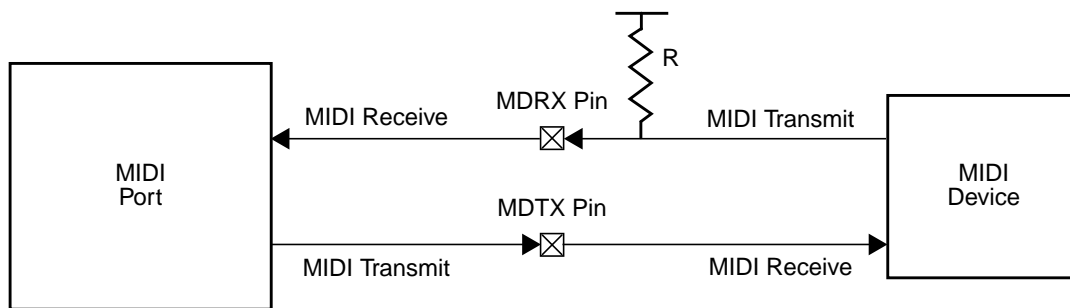 R
MDRX Pin
MIDI Receive
MIDI Transmit
MIDI
Port
MIDI
Device
MDTX Pin
MIDI Transmit
MIDI Receive